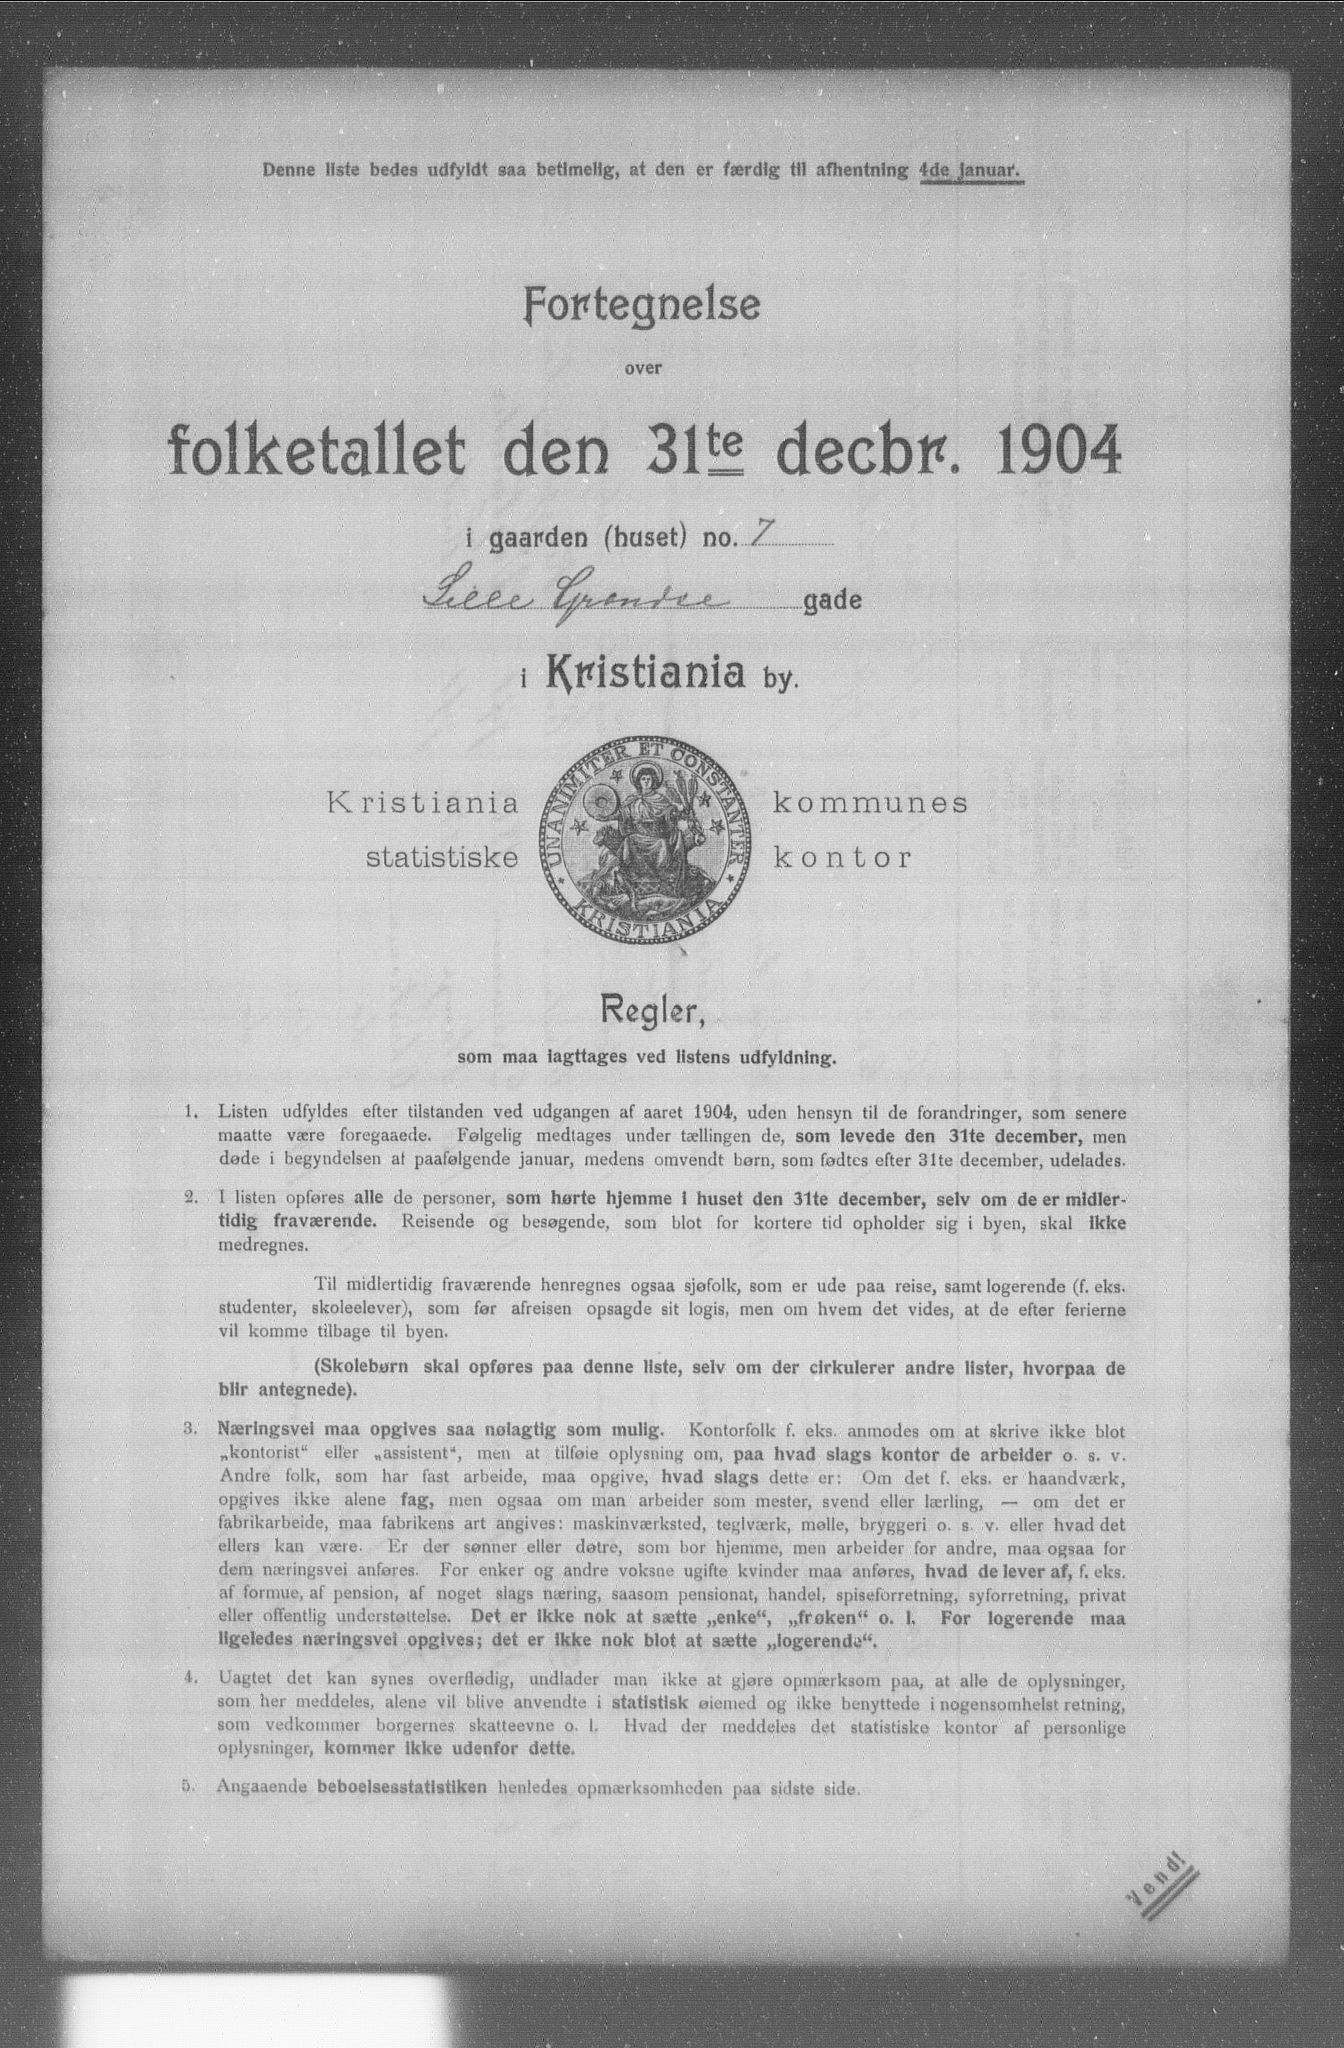 Denne liste bedes udfyldt saa betimelig, at den er færdig til afhentning 4de januar.
Fortegnelse
over
folketallet den 31te decbr. 1904
i gaarden (huset) no. 7
Lille Grendse gade
i Kristiania by.
UNANIMITER ET CONSTANTER
KRISTIANIA
Kristiania kommunes
statistiske kontor
Regler,
som maa iagttages ved listens udfyldning.
1. Listen udfyldes efter tilstanden ved udgangen af aaret 1904, uden hensyn til de forandringer, som senere
maatte være foregaaede. Følgelig medtages under tællingen de, som levede den 31te december, men
døde i begyndelsen af paafølgende januar, medens omvendt børn, som fødtes efter 31te december, udelades.
2. I listen opføres alle de personer, som hørte hjemme i huset den 31te december, selv om de er midler-
tidig fraværende. Reisende og besøgende, som blot for kortere tid opholder sig i byen, skal ikke
medregnes.
Til midlertidig fraværende henregnes ogsaa sjøfolk, som er ude paa reise, samt logerende (f. eks.
studenter, skoleelever), som før afreisen opsagde sit logis, men om hvem det vides, at de efter ferierne
vil komme tilbage til byen.
(Skolebørn skal opføres paa denne liste, selv om der cirkulerer andre lister, hvorpaa de
blir antegnede).
3. Næringsvei maa opgives saa nøiagtig som mulig. Kontorfolk f. eks. anmodes om at skrive ikke blot
„kontorist“ eller „assistent“, men at tilføie oplysning om, paa hvad slags kontor de arbeider o. s. v.
Andre folk, som har fast arbeide, maa opgive, hvad slags dette er: Om det f. eks. er haandværk,
opgives ikke alene fag, men ogsaa om man arbeider som mester, svend eller lærling, — om det er
fabrikarbeide, maa fabrikens art angives: maskinværksted, teglværk, mølle, bryggeri o. s. v. eller hvad det
ellers kan være. Er der sønner eller døtre, som bor hjemme, men arbeider for andre, maa ogsaa for
dem næringsvei anføres. For enker og andre voksne ugifte kvinder maa anføres, hvad de lever af, f. eks.
af formue, af pension, af noget slags næring, saasom pensionat, handel, spiseforretning, syforretning, privat
eller offentlig understøttelse. Det er ikke nok at sætte „enke“, „frøken“ o. l. For logerende maa
ligeledes næringsvei opgives; det er ikke nok blot at sætte „logerende“.
4. Uagtet det kan synes overflødig, undlader man ikke at gjøre opmærksom paa, at alle de oplysninger,
som her meddeles, alene vil blive anvendte i statistisk øiemed og ikke benyttede i nogensomhelst retning,
som vedkommer borgernes skatteevne o. l. Hvad der meddeles det statistiske kontor af personlige
oplysninger, kommer ikke udenfor dette.
5. Angaaende beboelsesstatistiken henledes opmærksomheden paa sidste side.
Vend!